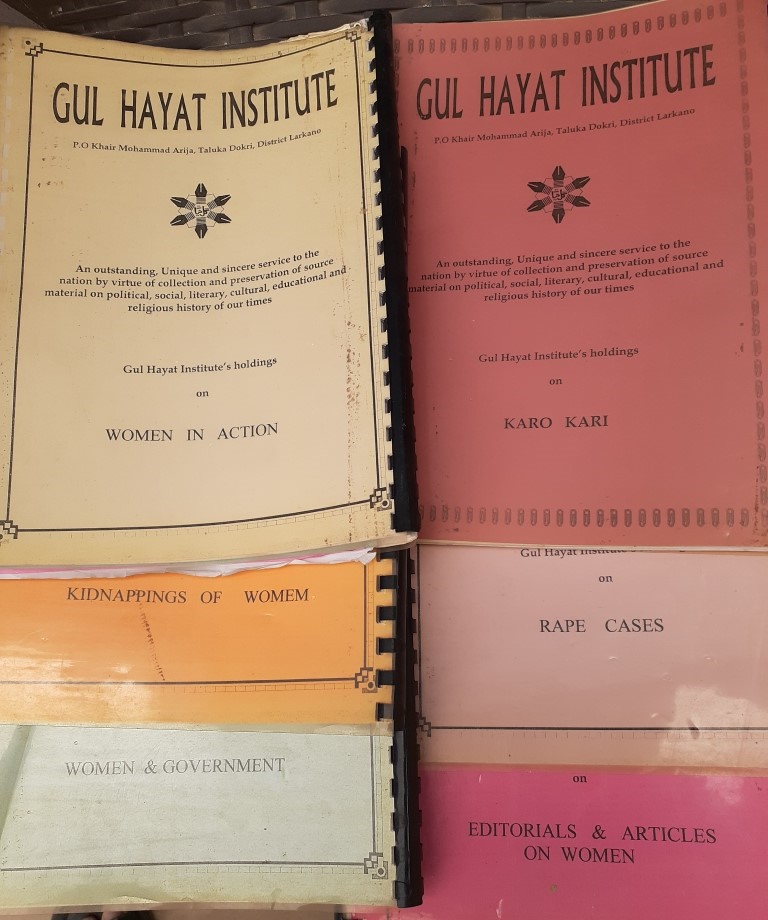 GUL HAYAT INSTITUTE
P.O Khair Mohammad Arija, Taluka Dokri, District Larkano
An outstanding, Unique and sincere service to the
nation by virtue of collection and preservation of source
material on political, social, literary, cultural, educational and
religious history of our times
Gul Hayat Institute's holdings
on
WOMEN IN ACTION
GUL HAYAT INSTITUTE
P.O Khair Mohammad Arija, Taluka Dokri, District Larkano
An outstanding, Unique and sincere service to the
nation by virtue of collection and preservation of source
material on political, social, literary, cultural, educational and
religious history of our times
Gul Hayat Institute's holdings
on
KARO KARI
KIDNAPPINGS OF WOMEM
WOMEN & GOVERNMENT
Gul Hayat
on
RAPE CASES
on
EDITORIALS & ARTICLES
ON WOMEN